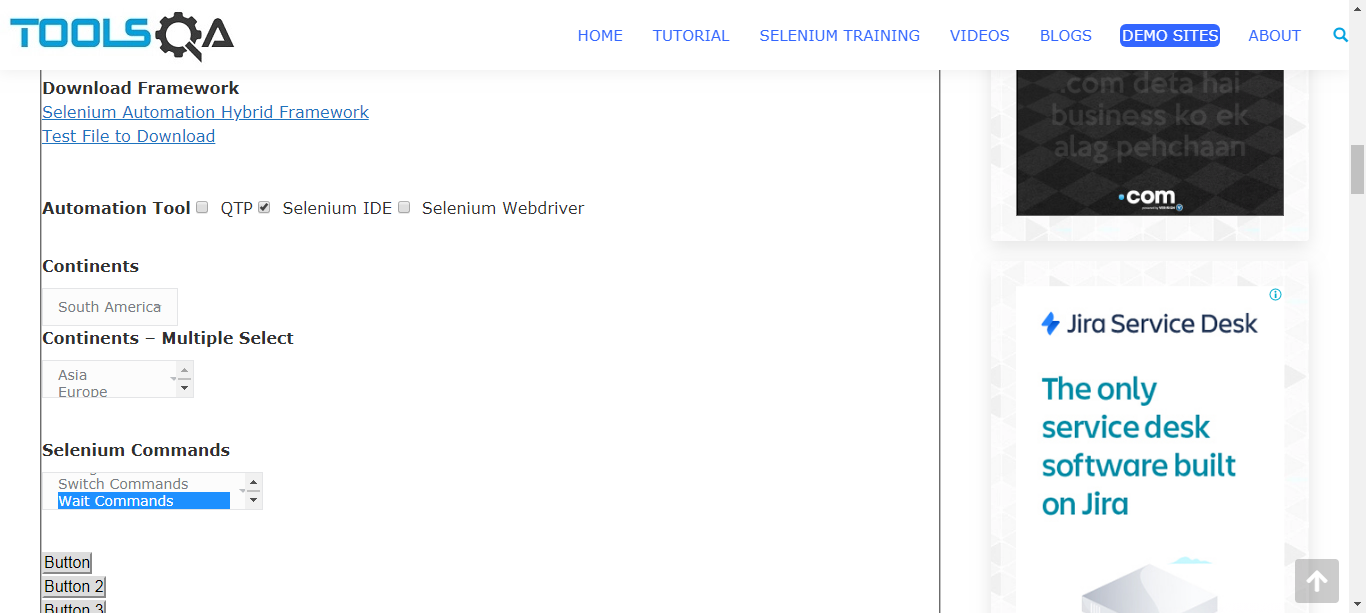 TOOLSQA
HOME TUTORIAL SELENIUM TRAINING VIDEOS BLOGS DEMO SITES ABOUT
Download Framework
Selenium Automation Hybrid Framework
Test File to Download
Automation Tool QTP Selenium IDE Selenium Webdriver
Continents
South America
Continents – Multiple Select
Asia
Europe
Selenium Commands
Switch Commands
Wait Commands
Button
Button 2
Button 3
.com deta hai
business ko ek
alag pehchaan
.com
Jira Service Desk
The only
service desk
software built
on Jira